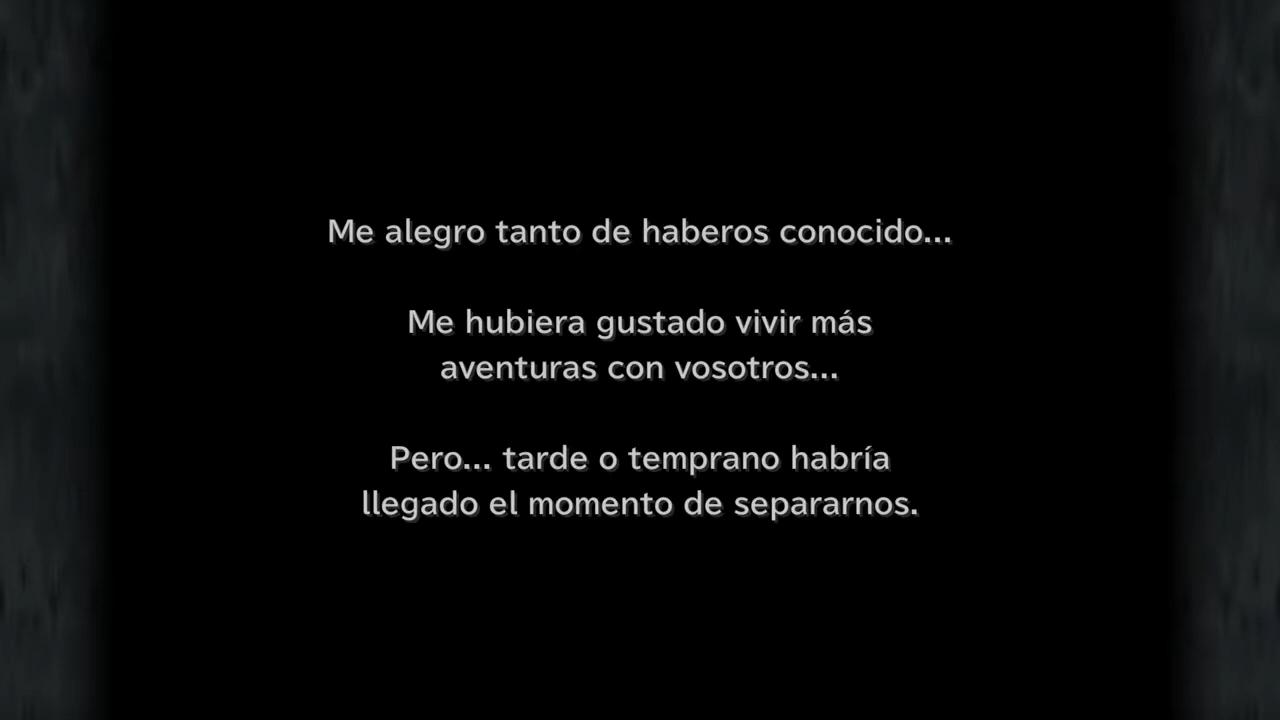 Me alegro tanto de haberos conocido...
Me hubiera gustado vivir más
aventuras con vosotros...
Pero... tarde o temprano habría
llegado el momento de separarnos.